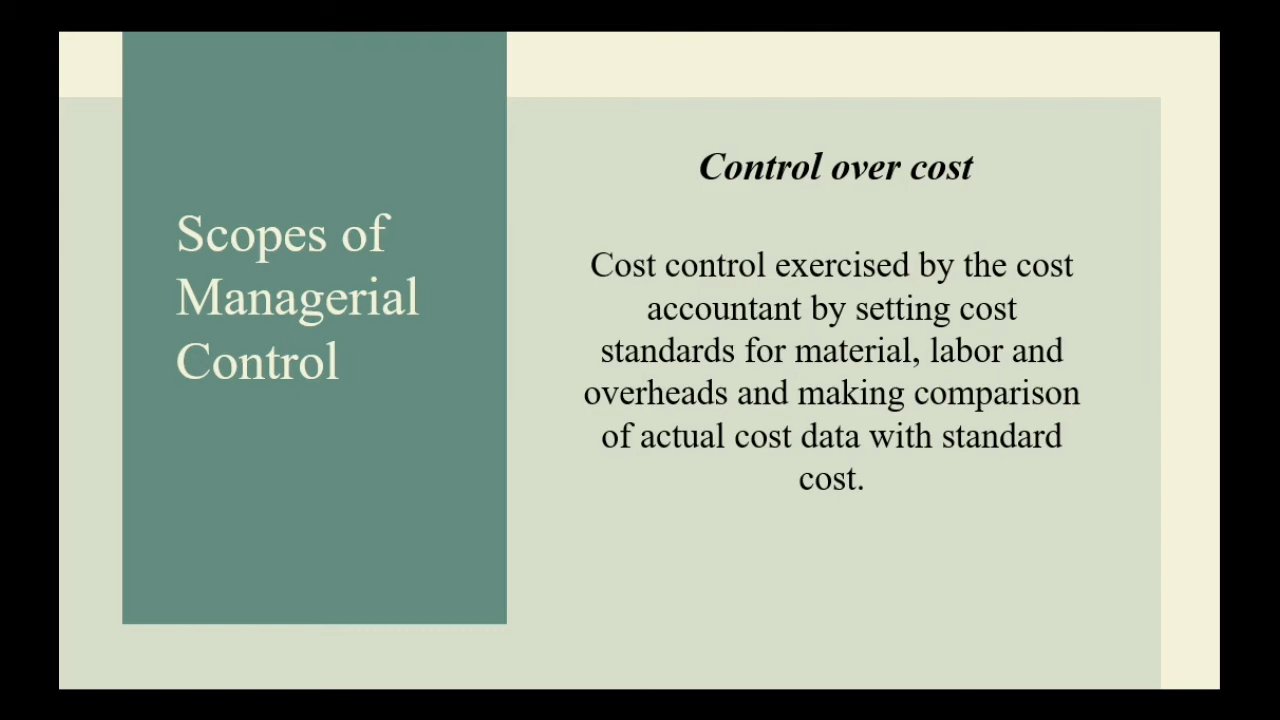 Scopes of
Managerial
Control
Control over cost
Cost control exercised by the cost
accountant by setting cost
standards for material, labor and
overheads and making comparison
of actual cost data with standard
cost.